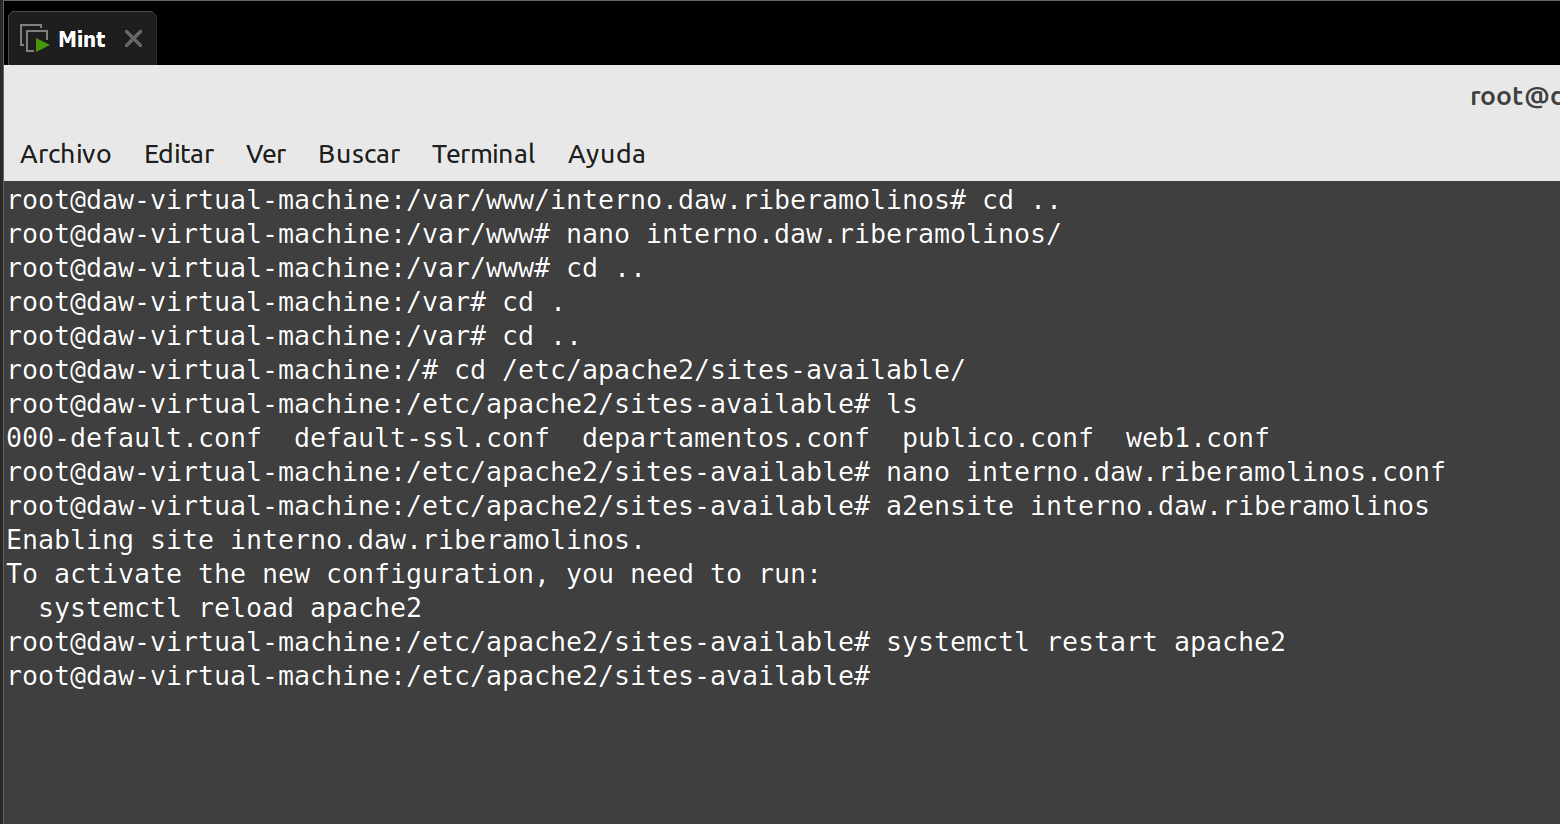 Mint
root@
Archivo Editar Ver Buscar Terminal Ayuda
root@daw-virtual-machine:/var/www/interno.daw.riberamolinos# cd ..
root@daw-virtual-machine:/var/www# nano interno.daw.riberamolinos/
root@daw-virtual-machine:/var/www# cd ..
root@daw-virtual-machine:/var# cd .
root@daw-virtual-machine:/var# cd ..
root@daw-virtual-machine:/# cd /etc/apache2/sites-available/
root@daw-virtual-machine:/etc/apache2/sites-available# ls
000-default.conf  default-ssl.conf  departamentos.conf  publico.conf  web1.conf
root@daw-virtual-machine:/etc/apache2/sites-available# nano interno.daw.riberamolinos.conf
root@daw-virtual-machine:/etc/apache2/sites-available# a2ensite interno.daw.riberamolinos
Enabling site interno.daw.riberamolinos.
To activate the new configuration, you need to run:
  systemctl reload apache2
root@daw-virtual-machine:/etc/apache2/sites-available# systemctl restart apache2
root@daw-virtual-machine:/etc/apache2/sites-available#